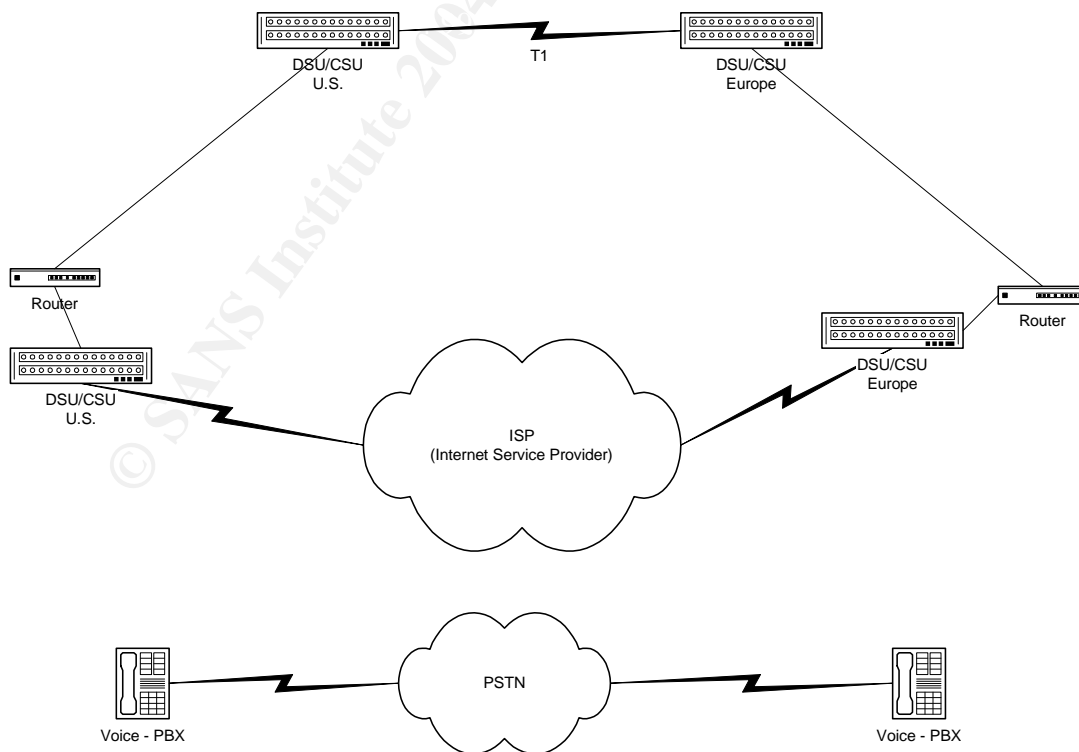 DSU/CSU
U.S.
T1
DSU/CSU
Europe
Router
Router
DSU/CSU
U.S.
DSU/CSU
Europe
ISP
(Internet Service Provider)
PSTN
Voice - PBX
Voice - PBX
© SANS Institute 2004